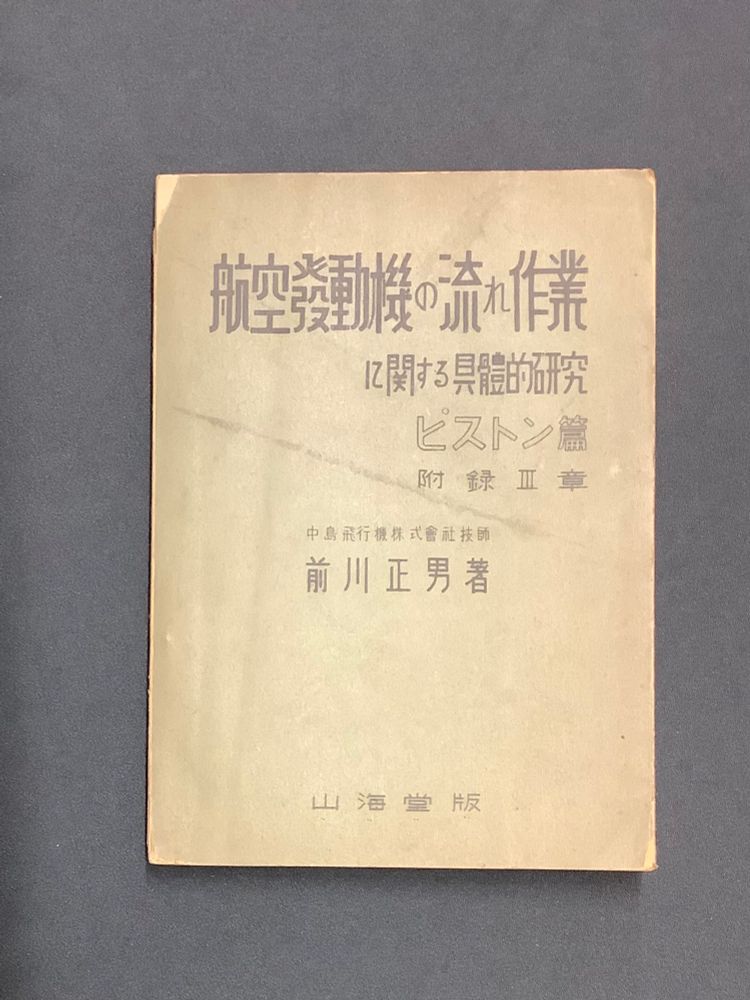 航空發動機の流れ作業
に関する具體的研究
ピストン篇
附録Ⅲ章
中島飛行機株式會社技師
前川正男著
山海堂版